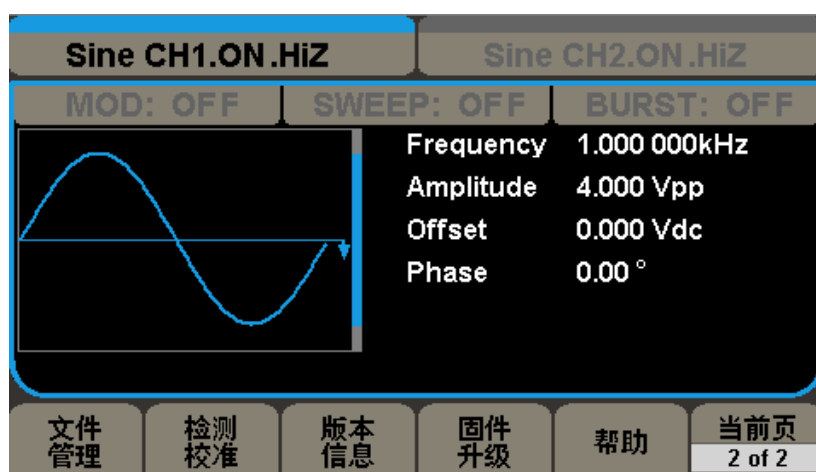 Sine CH1.ON.HiZ
Sine CH2.ON.HiZ
MOD: OFF
SWEEP: OFF
BURST: OFF
Frequency 1.000 000kHz
Amplitude 4.000 Vpp
Offset 0.000 Vdc
Phase 0.00 °
文件
管理
检测
校准
版本
信息
固件
升级
帮助
当前页
2 of 2